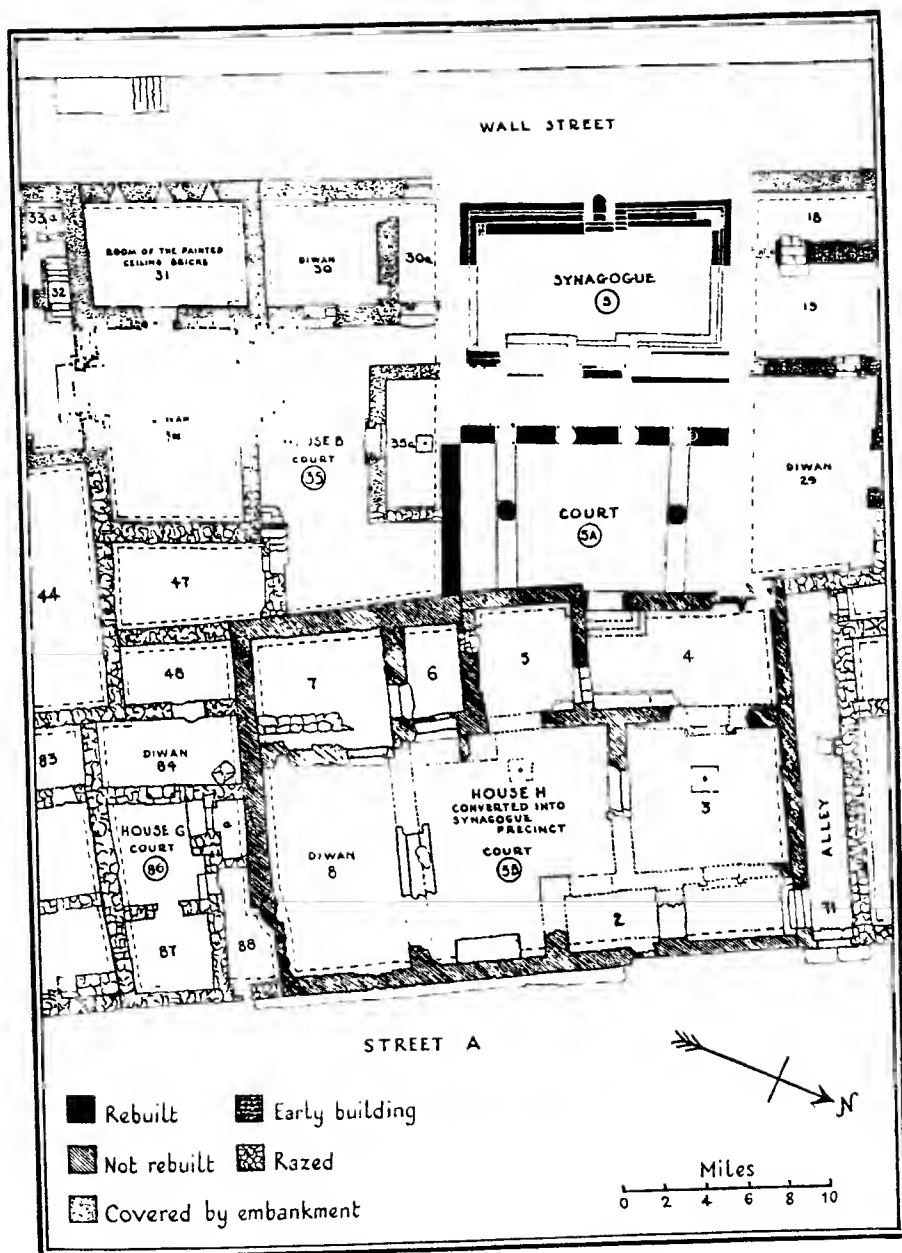 WALL STREET
33a
ROOM OF THE PAINTED
CEILING BRICKS
31
DIWAN
30
30a
18
32
SYNAGOGUE
19
HOUSE B
COURT
35
35a
DIWAN
29
COURT
5A
44
47
48
7
6
5
4
83
DIWAN
84
HOUSE H
CONVERTED INTO
SYNAGOGUE
PRECINCT
COURT
5B
3
HOUSE G
COURT
86
a
DIWAN
8
ALLEY
2
87
88
STREET A
N
Rebuilt
Early building
Not rebuilt
Razed
Covered by embankment
Miles
0 2 4 6 8 10